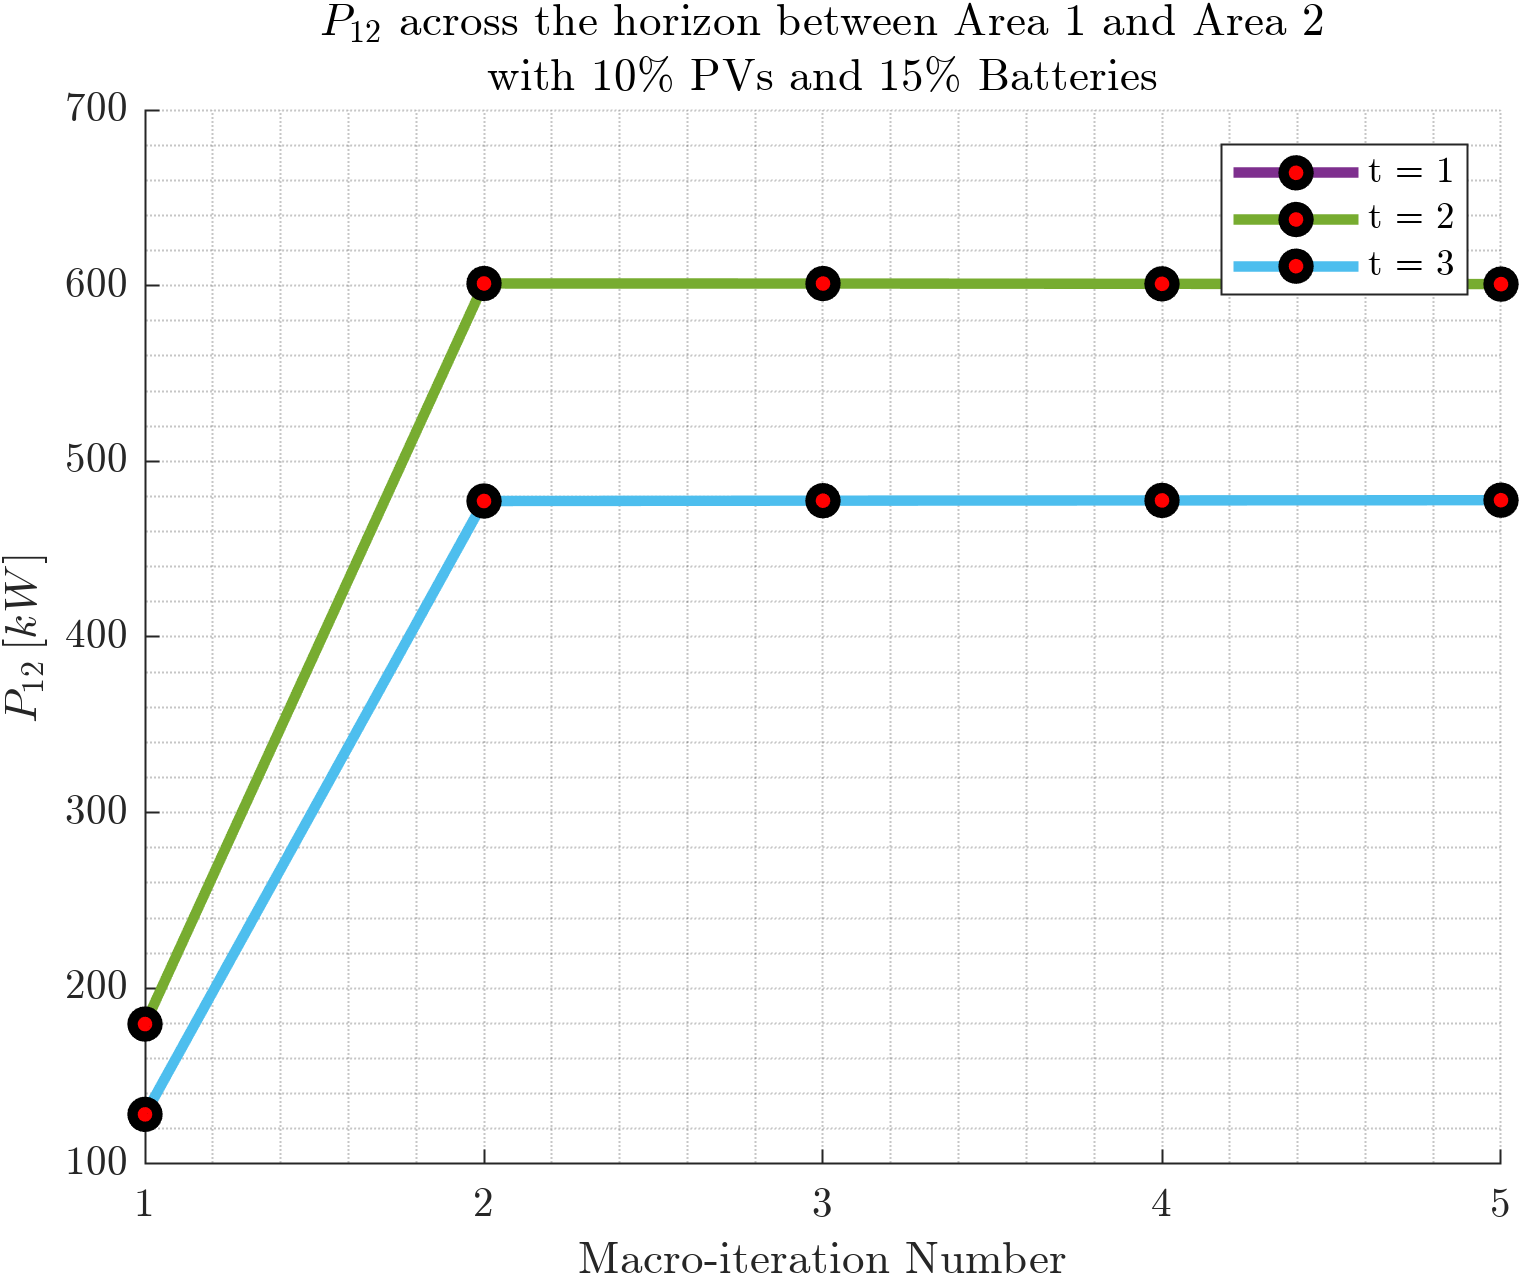 P₁₂ across the horizon between Area 1 and Area 2
with 10% PVs and 15% Batteries
700
600
500
400
300
200
100
P₁₂ [kW]
t = 1
t = 2
t = 3
1 2 3 4 5
Macro-iteration Number